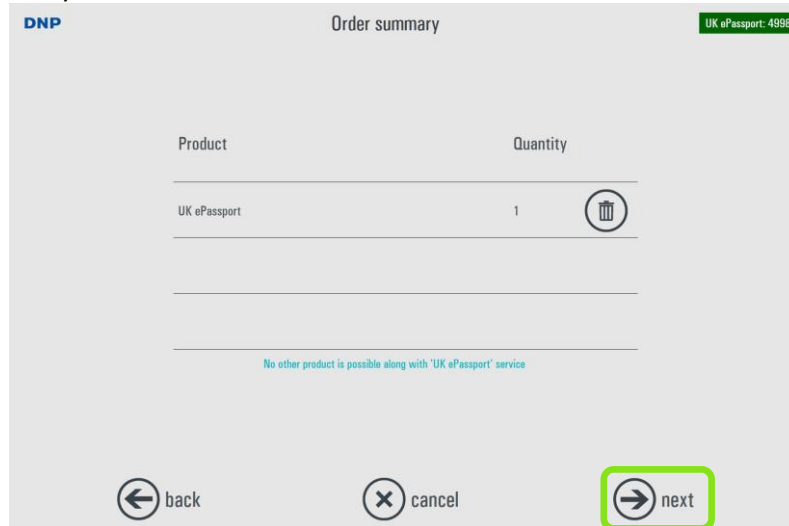 DNP
Order summary
UK ePassport: 4998
Product Quantity
UK ePassport 1
No other product is possible along with 'UK ePassport' service
back cancel next